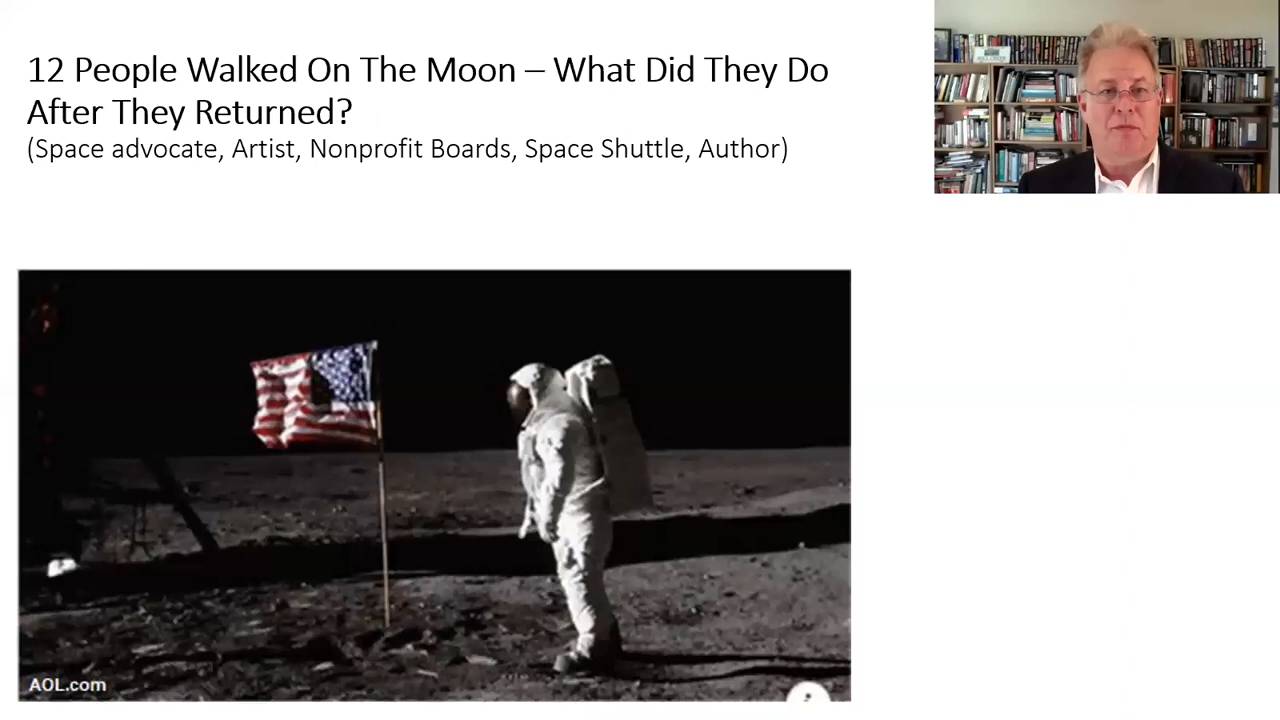 12 People Walked On The Moon – What Did They Do
After They Returned?
(Space advocate, Artist, Nonprofit Boards, Space Shuttle, Author)
AOL.com